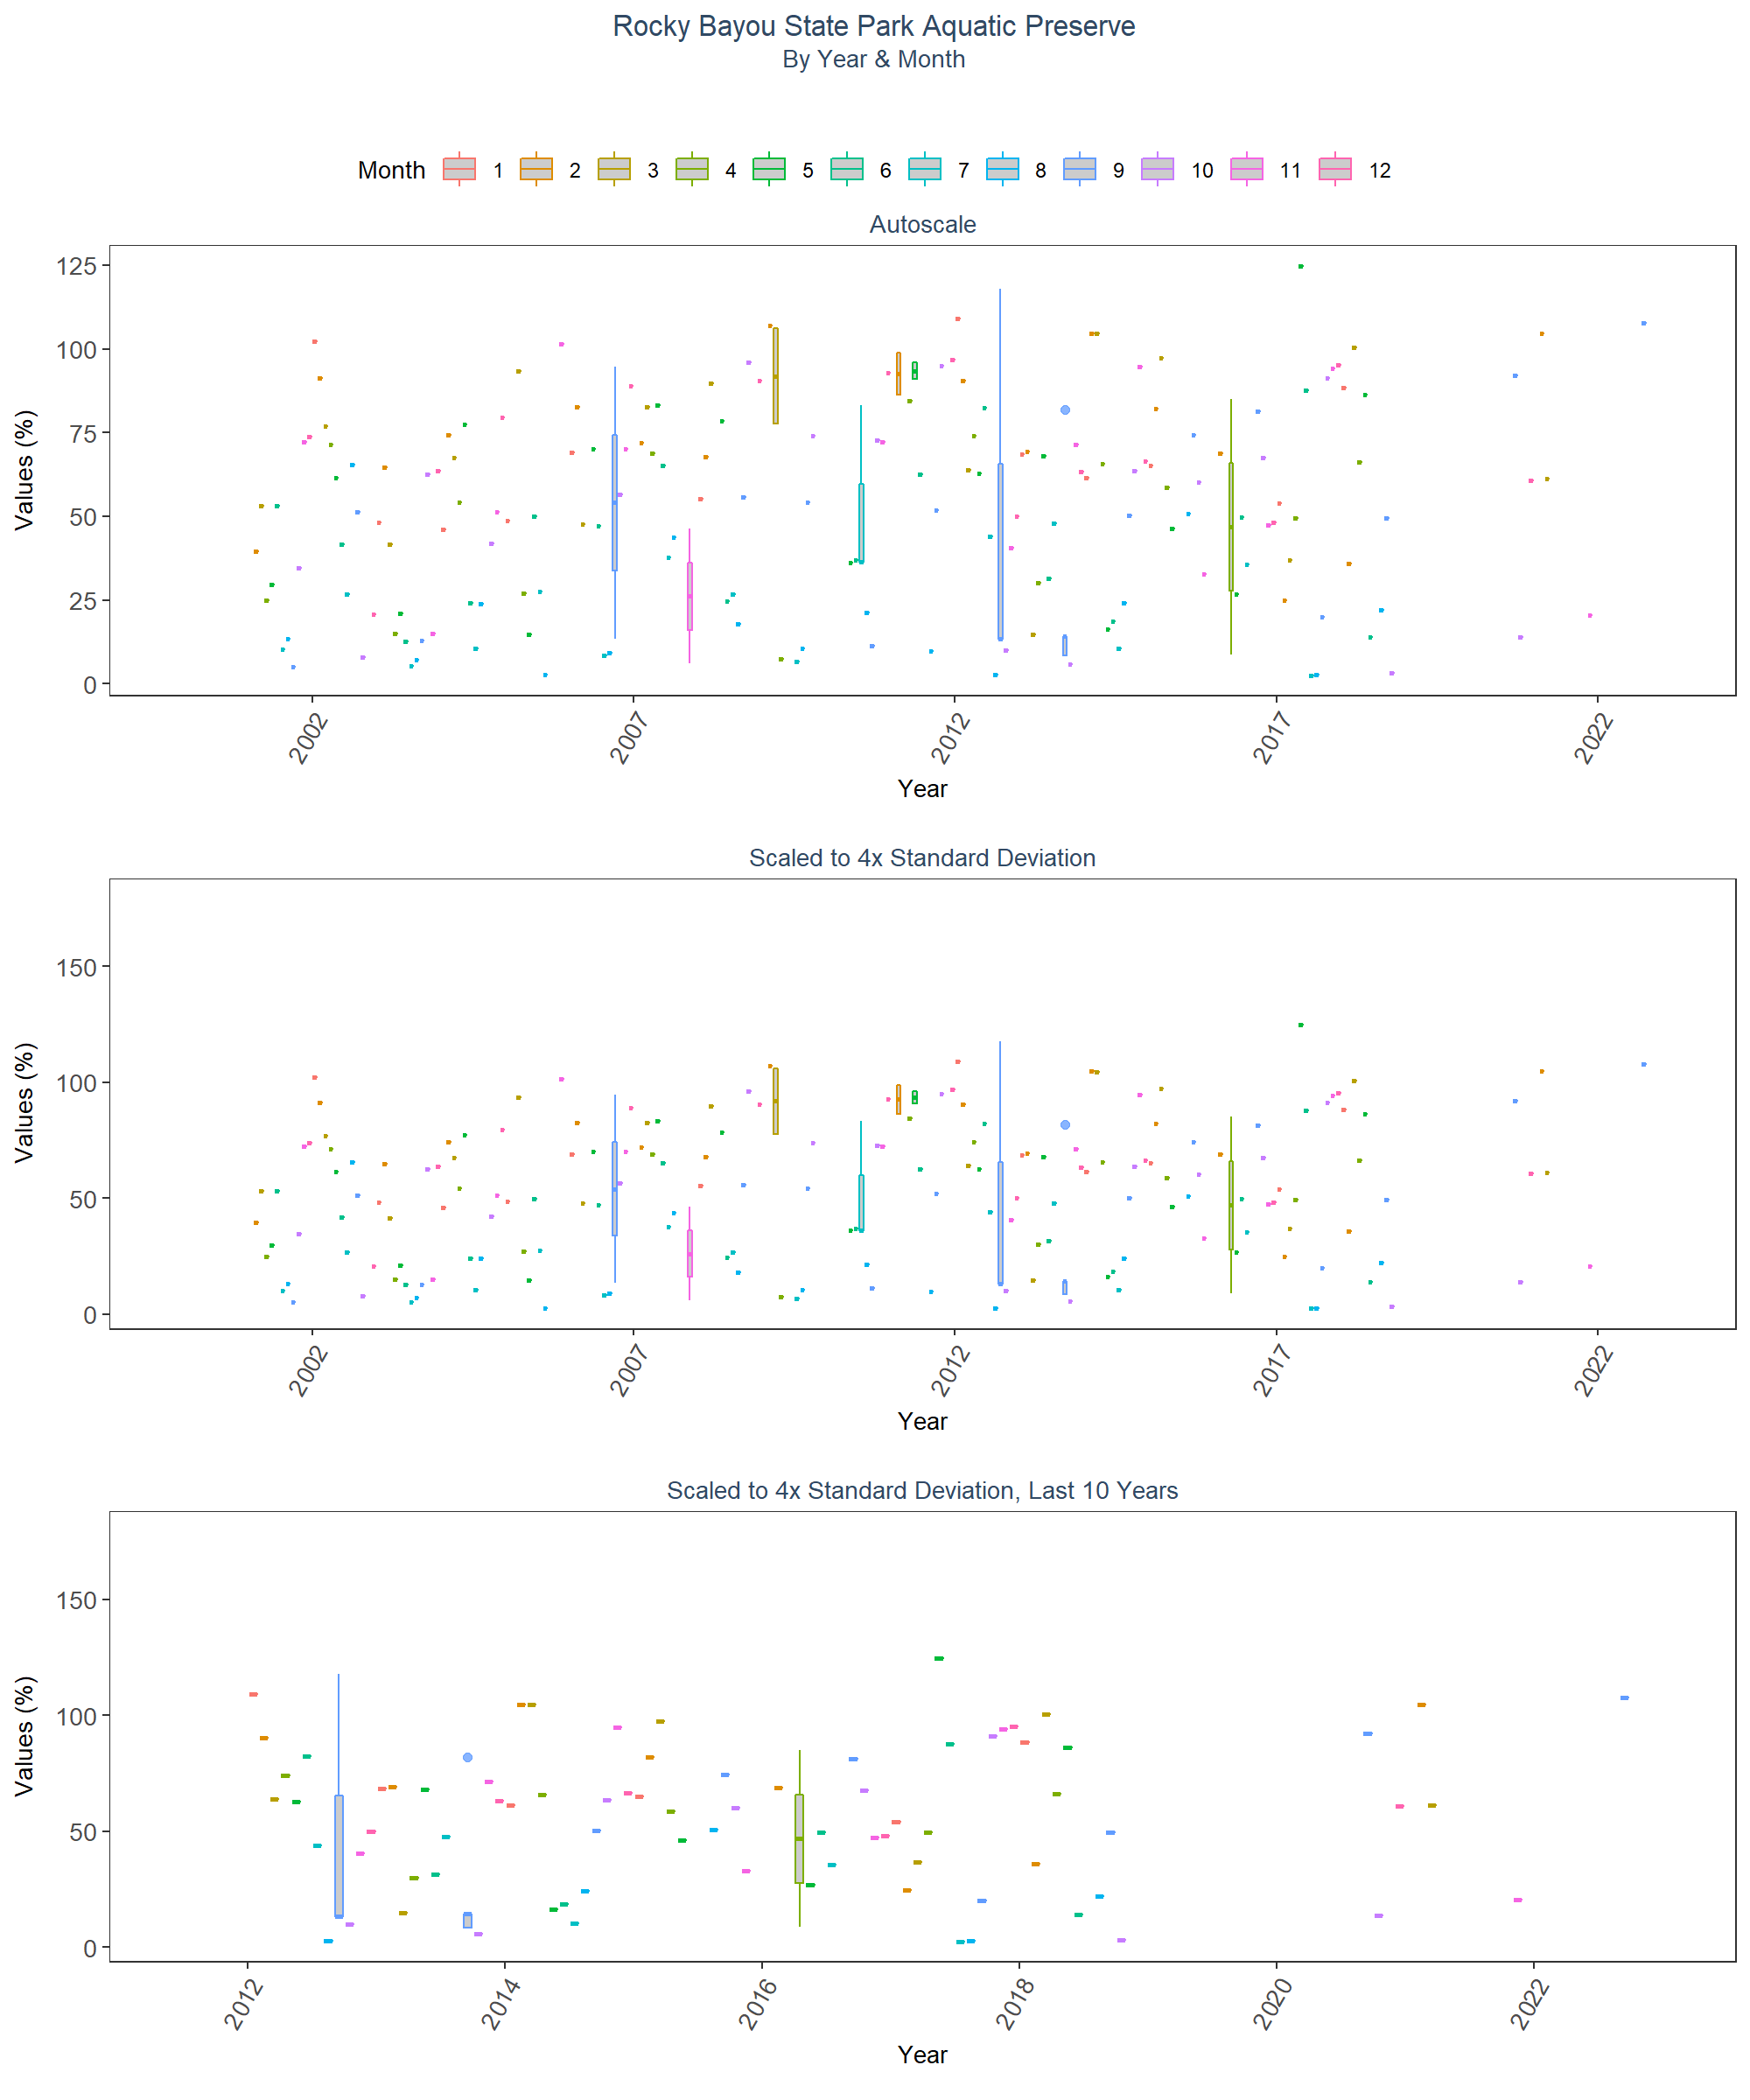 Rocky Bayou State Park Aquatic Preserve
By Year & Month
Month 1 2 3 4 5 6 7 8 9 10 11 12
Autoscale
125
100
75
50
25
0
Values (%)
2002 2007 2012 2017 2022
Year
Scaled to 4x Standard Deviation
150
100
50
0
Values (%)
2002 2007 2012 2017 2022
Year
Scaled to 4x Standard Deviation, Last 10 Years
150
100
50
0
Values (%)
2012 2014 2016 2018 2020 2022
Year